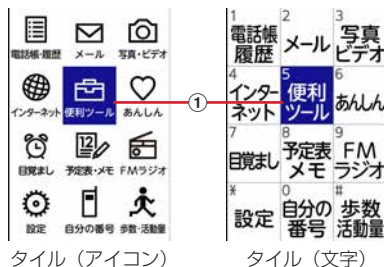 電話帳・履歴 メール 写真・ビデオ
インターネット 便利ツール あんしん
目覚まし 12 予定表・メモ FMラジオ
設定 自分の番号 歩数・活動量
タイル（アイコン）
①
1 2 3
電話帳 メール 写真
履歴 ビデオ
4 5 6
インター 便利 あんしん
ネット ツール
7 8 9
目覚まし 予定表 FM
メモ ラジオ
* 0 #
設定 自分の 歩数
番号 活動量
タイル（文字）